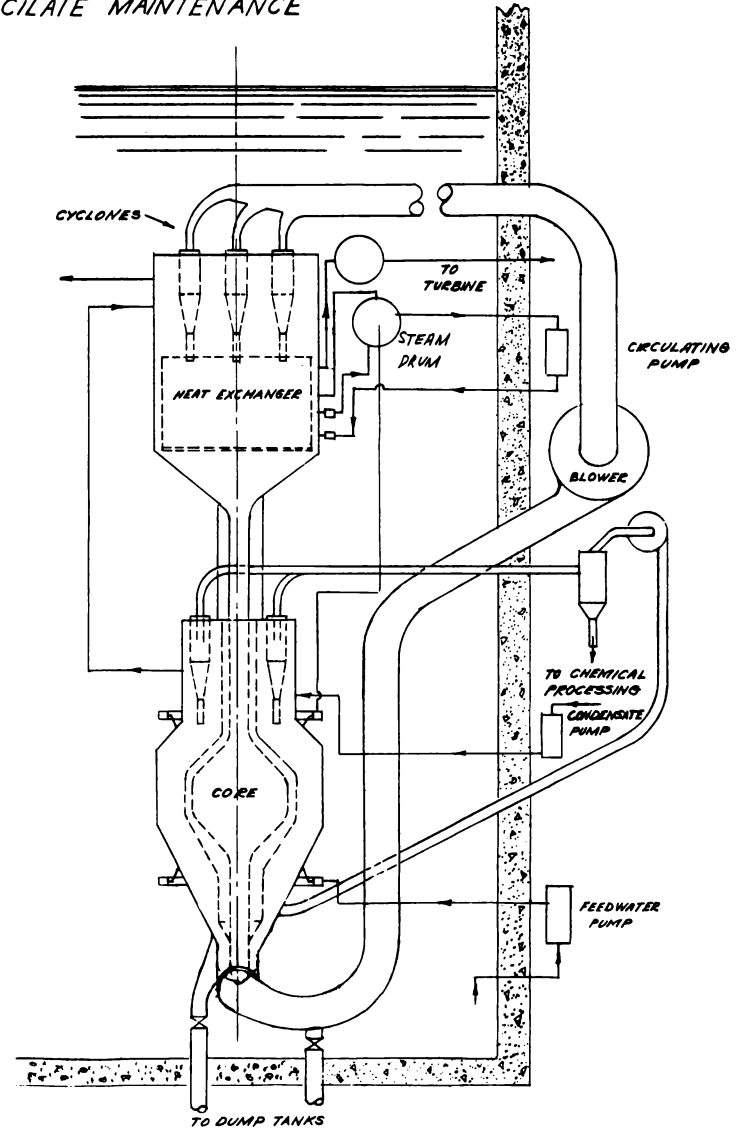 CILATE MAINTENANCE
CYCLONES
TO
TURBINE
STEAM
DRUM
CIRCULATING
PUMP
HEAT EXCHANGER
BLOWER
TO CHEMICAL
PROCESSING
CONDENSATE
PUMP
CORE
FEEDWATER
PUMP
TO DUMP TANKS